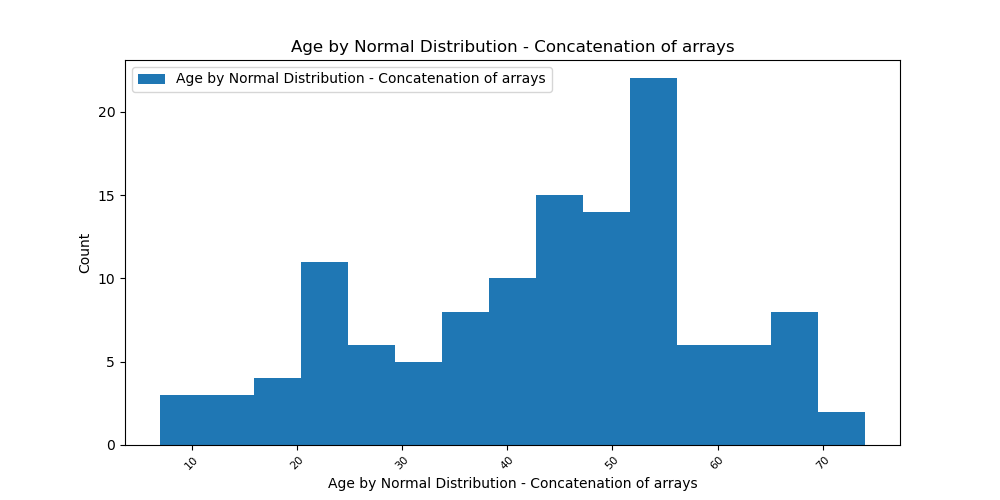 Age by Normal Distribution - Concatenation of arrays
Age by Normal Distribution - Concatenation of arrays
20
15
10
5
0
Count
10 20 30 40 50 60 70
Age by Normal Distribution - Concatenation of arrays